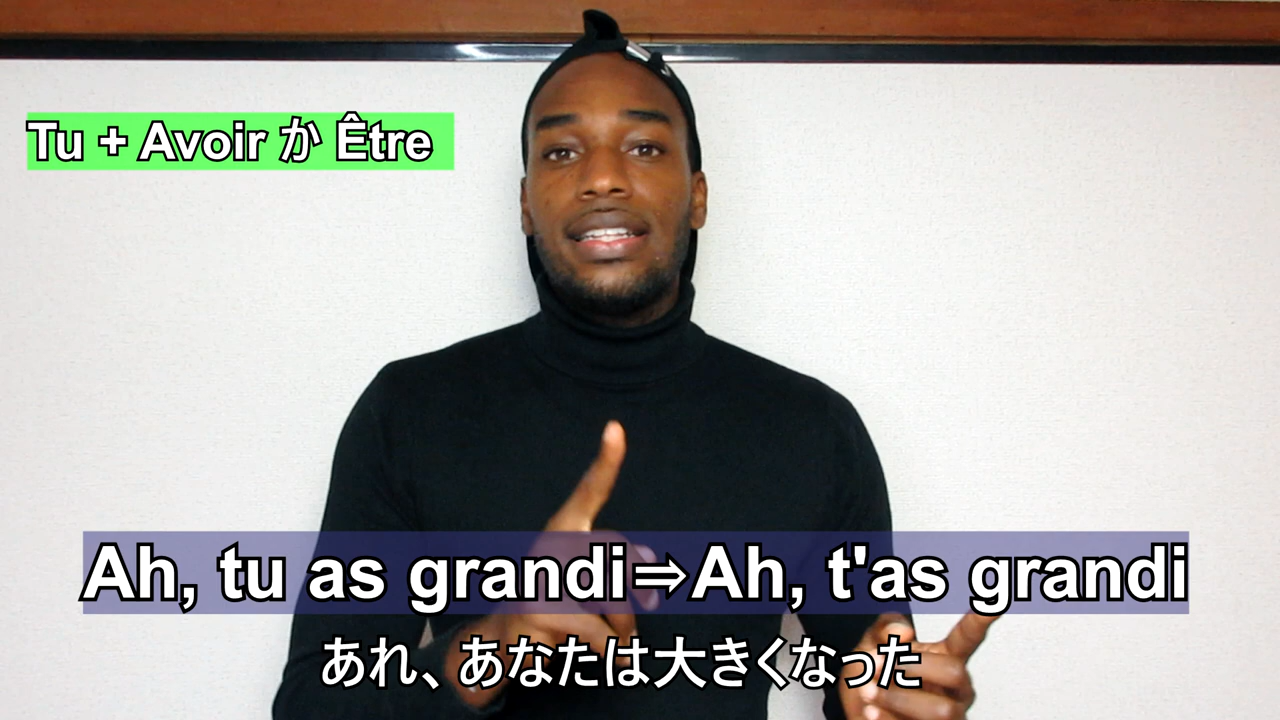 Tu + Avoir か Être
Ah, tu as grandi⇒Ah, t'as grandi
あれ、あなたは大きくなった